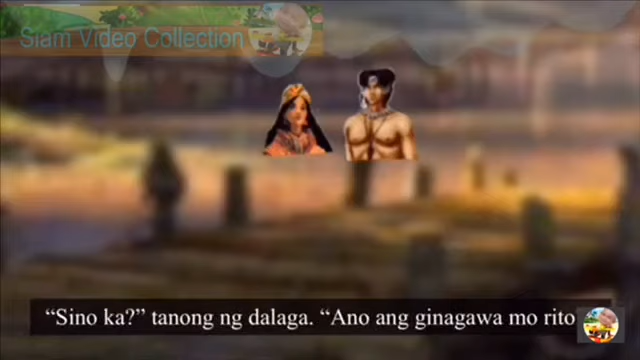 Siam Video Collection
“Sino ka?” tanong ng dalaga. “Ano ang ginagawa mo rito